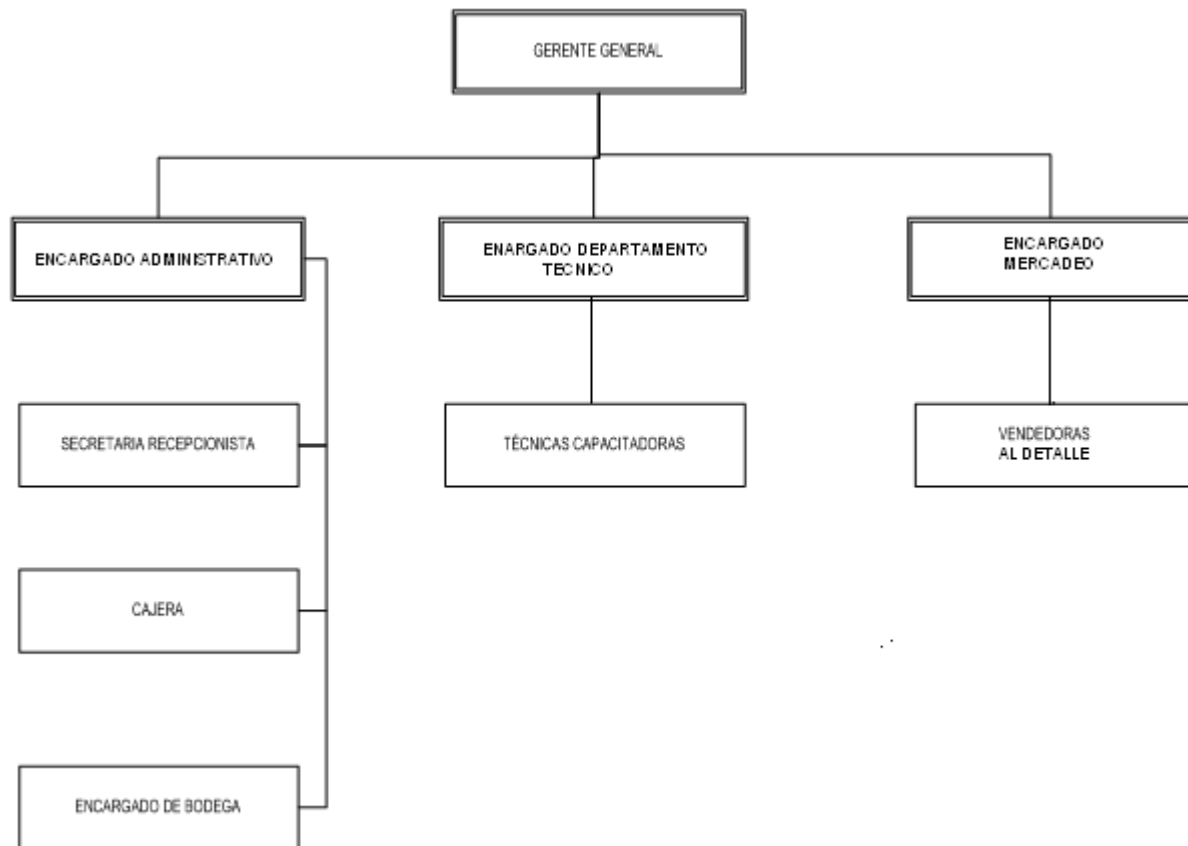 GERENTE GENERAL
ENCARGADO ADMINISTRATIVO
ENARGADO DEPARTAMENTO
TECNICO
ENCARGADO
MERCADEO
SECRETARIA RECEPCIONISTA
TÉCNICAS CAPACITADORAS
VENDEDORAS
AL DETALLE
CAJERA
ENCARGADO DE BODEGA